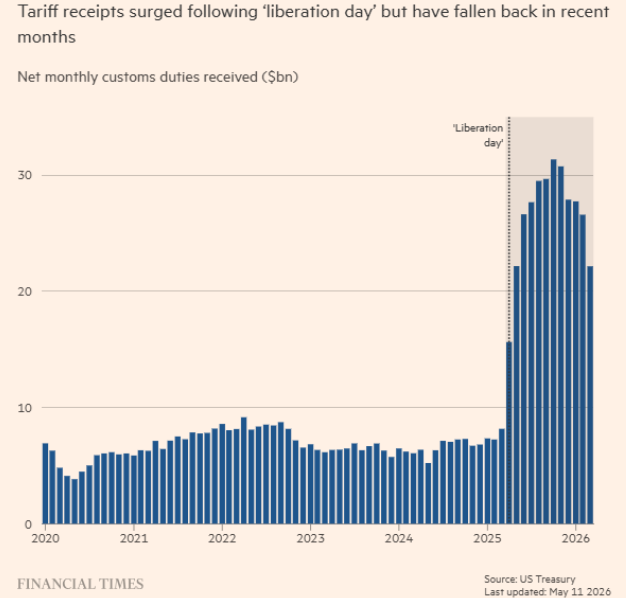 Tariff receipts surged following ‘liberation day’ but have fallen back in recent
months
Net monthly customs duties received ($bn)
'Liberation
day'
30
20
10
0
2020 2021 2022 2023 2024 2025 2026
FINANCIAL TIMES
Source: US Treasury
Last updated: May 11 2026